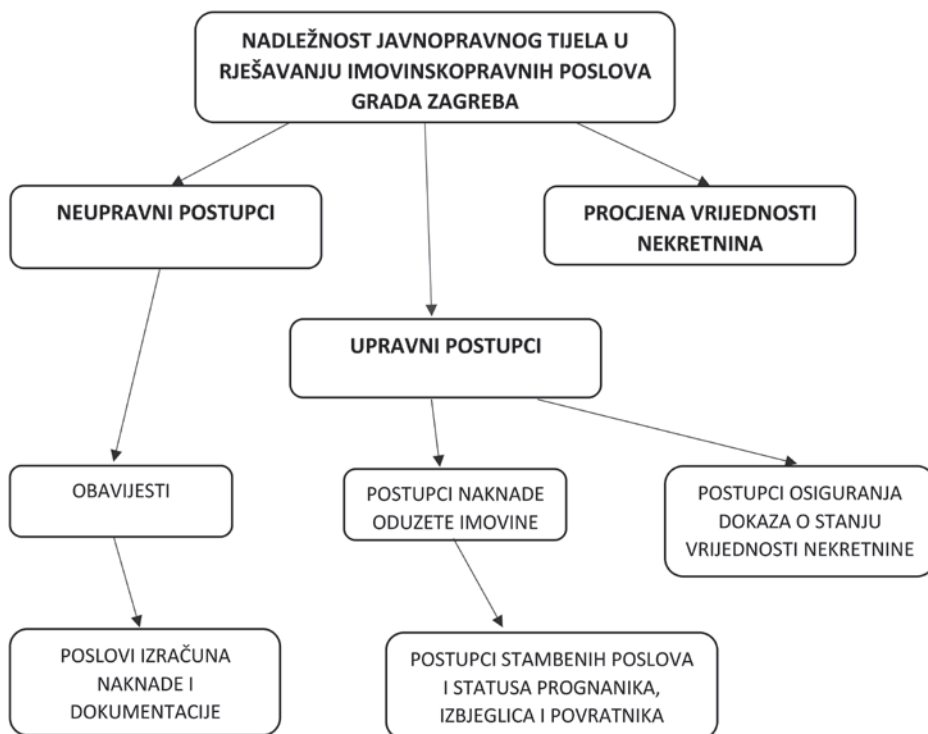 NADLEŽNOST JAVNOPRAVNOG TIJELA U
RJEŠAVANJU IMOVINSKOPRAVNIH POSLOVA
GRADA ZAGREBA
NEUPRAVNI POSTUPCI
PROCJENA VRIJEDNOSTI
NEKRETNINA
UPRAVNI POSTUPCI
OBAVIJESTI
POSTUPCI NAKNADE
ODUZETE IMOVINE
POSTUPCI OSIGURANJA
DOKAZA O STANJU
VRIJEDNOSTI NEKRETNINE
POSLOVI IZRAČUNA
NAKNADE I
DOKUMENTACIJE
POSTUPCI STAMBENIH POSLOVA
I STATUSA PROGNANIKA,
IZBJEGLICA I POVRATNIKA